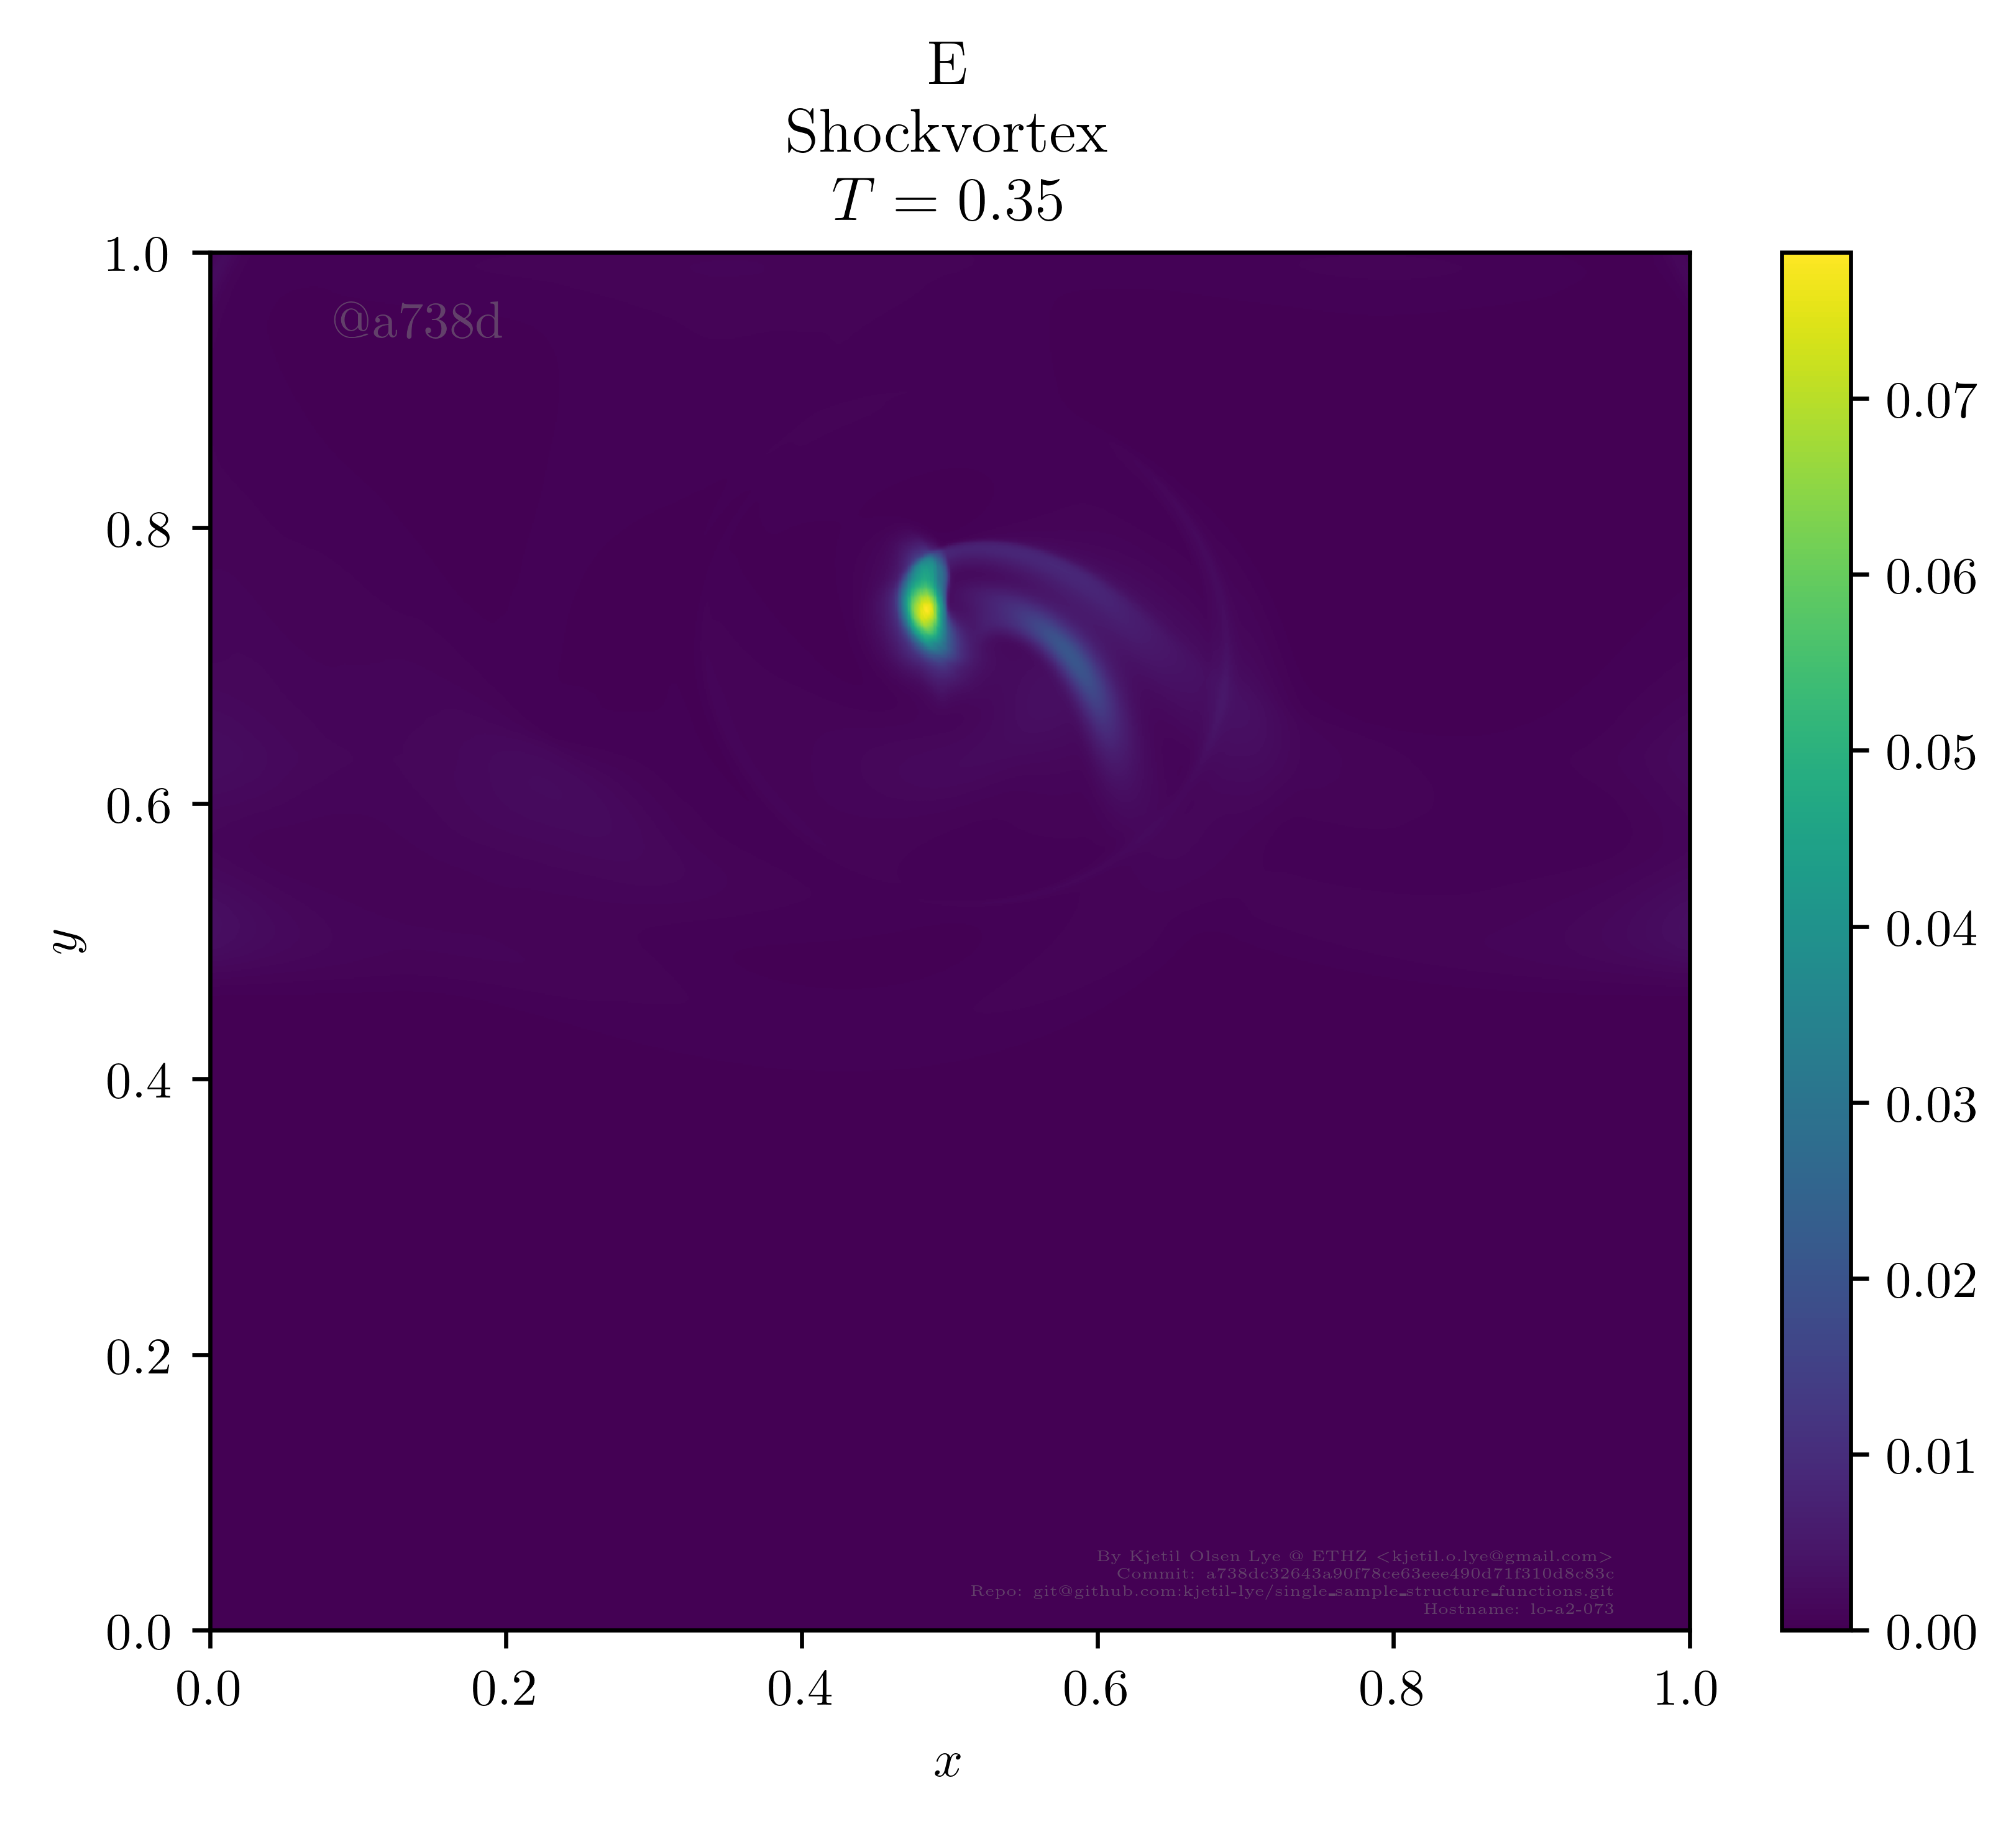 E
Shockvortex
T = 0.35
1.0
0.8
0.6
0.4
0.2
0.0
y
@a738d
By Kjetil Olsen Lye @ ETHZ <kjetil.o.lye@gmail.com>
Commit: a738dc32643a90f78ce63eee490d71f310d8c83c
Repo: git@github.com:kjetil-lye/single_sample_structure_functions.git
Hostname: lo-a2-073
0.0 0.2 0.4 0.6 0.8 1.0
x
0.07
0.06
0.05
0.04
0.03
0.02
0.01
0.00